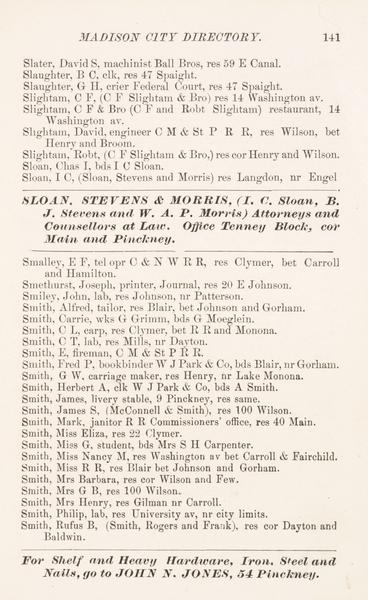 MADISON CITY DIRECTORY. 141
Slater, David S, machinist Ball Bros, res 59 E Canal.
Slaughter, B C, clk, res 47 Spaight.
Slaughter, G H, crier Federal Court, res 47 Spaight.
Slightam, C F, (C F Slightam & Bro) res 14 Washington av.
Slightam, C F & Bro (C F and Robt Slightam) restaurant, 14
Washington av.
Slightam, David, engineer C M & St P R R, res Wilson, bet
Henry and Broom.
Slightam, Robt, (C F Slightam & Bro,) res cor Henry and Wilson.
Sloan, Chas I, bds I C Sloan.
Sloan, I C, (Sloan, Stevens and Morris) res Langdon, nr Engel
SLOAN, STEVENS & MORRIS, (I. C. Sloan, B.
J. Stevens and W. A. P. Morris) Attorneys and
Counsellors at Law. Office Tenney Block, cor
Main and Pinckney.
Smalley, E F, tel opr C & N W R R, res Clymer, bet Carroll
and Hamilton.
Smethurst, Joseph, printer, Journal, res 20 E Johnson.
Smiley, John, lab, res Johnson, nr Patterson.
Smith, Alfred, tailor, res Blair, bet Johnson and Gorham.
Smith, Carrie, wks G Grimm, bds G Moeglein.
Smith, C L, carp, res Clymer, bet R R and Monona.
Smith, C T, lab, res Mills, nr Dayton.
Smith, E, fireman, C M & St P R R.
Smith, Fred P, bookbinder W J Park & Co, bds Blair, nr Gorham.
Smith, G W, carriage maker, res Henry, nr Lake Monona.
Smith, Herbert A, clk W J Park & Co, bds A Smith.
Smith, James, livery stable, 9 Pinckney, res same.
Smith, James S, (McConnell & Smith), res 100 Wilson.
Smith, Mark, janitor R R Commissioners' office, res 40 Main.
Smith, Miss Eliza, res 22 Clymer.
Smith, Miss G, student, bds Mrs S H Carpenter.
Smith, Miss Nancy M, res Washington av bet Carroll & Fairchild.
Smith, Miss R R, res Blair bet Johnson and Gorham.
Smith, Mrs Barbara, res cor Wilson and Few.
Smith, Mrs G B, res 100 Wilson.
Smith, Mrs Henry, res Gilman nr Carroll.
Smith, Philip, lab, res University av, nr city limits.
Smith, Rufus B, (Smith, Rogers and Frank), res cor Dayton and
Baldwin.
For Shelf and Heavy Hardware, Iron, Steel and
Nails, go to JOHN N. JONES, 54 Pinckney.